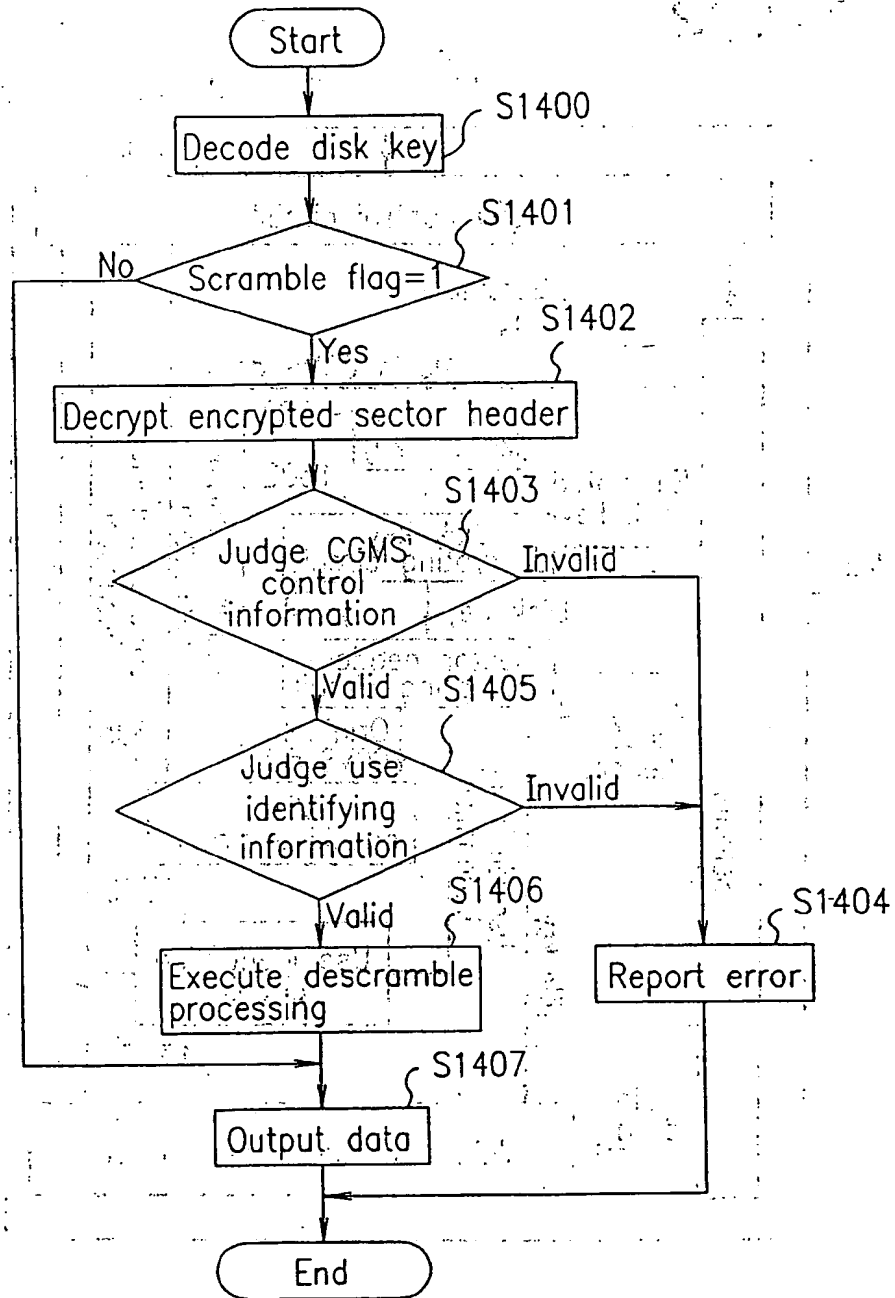 Start
S1400
Decode disk key
S1401
No
Scramble flag=1
S1402
Yes
Decrypt encrypted sector header
S1403
Judge CGMS
control
information
Invalid
Valid
S1405
Judge use
identifying
information
Invalid
Valid
S1406
S1404
Execute descramble
processing
Report error
S1407
Output data
End